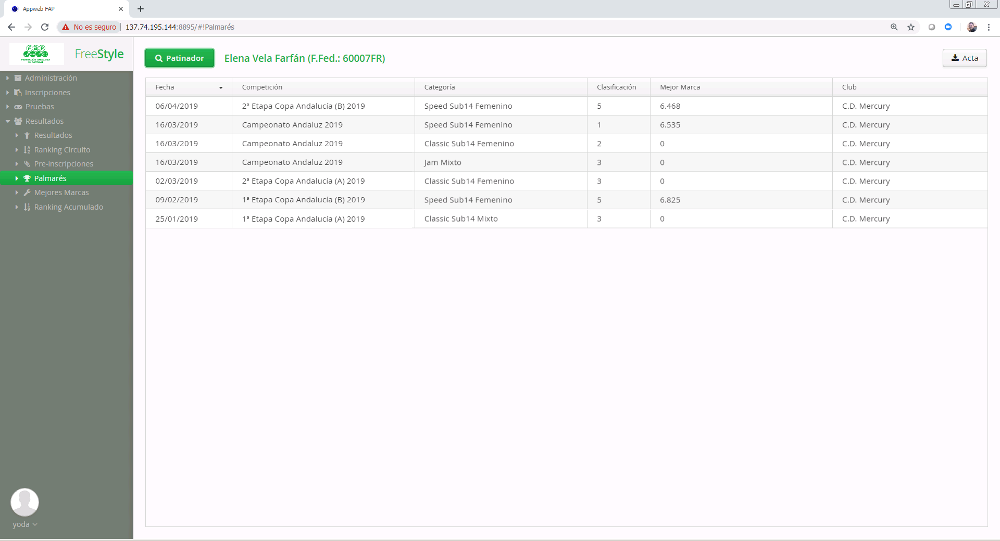 Appweb FAP
No es seguro 137.74.195.144:8895/#!Palmarés
FAP
FEDERACION ANDALUZA
DE PATINAJE
FreeStyle
Administración
Inscripciones
Pruebas
Resultados
Resultados
Ranking Circuito
Pre-inscripciones
Palmarés
Mejores Marcas
Ranking Acumulado
yoda
Patinador Elena Vela Farfán (F.Fed.: 60007FR) Acta
Fecha Competición Categoría Clasificación Mejor Marca Club
06/04/2019 2ª Etapa Copa Andalucía (B) 2019 Speed Sub14 Femenino 5 6.468 C.D. Mercury
16/03/2019 Campeonato Andaluz 2019 Speed Sub14 Femenino 1 6.535 C.D. Mercury
16/03/2019 Campeonato Andaluz 2019 Classic Sub14 Femenino 2 0 C.D. Mercury
16/03/2019 Campeonato Andaluz 2019 Jam Mixto 3 0 C.D. Mercury
02/03/2019 2ª Etapa Copa Andalucía (A) 2019 Classic Sub14 Femenino 3 0 C.D. Mercury
09/02/2019 1ª Etapa Copa Andalucía (B) 2019 Speed Sub14 Femenino 5 6.825 C.D. Mercury
25/01/2019 1ª Etapa Copa Andalucía (A) 2019 Classic Sub14 Mixto 3 0 C.D. Mercury